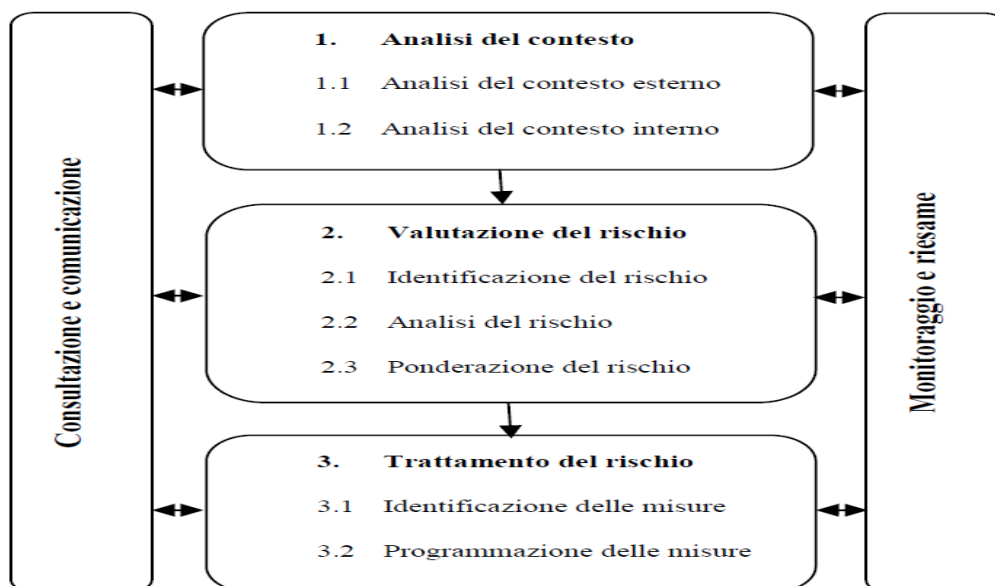 Consultazione e comunicazione
1. Analisi del contesto
1.1 Analisi del contesto esterno
1.2 Analisi del contesto interno
2. Valutazione del rischio
2.1 Identificazione del rischio
2.2 Analisi del rischio
2.3 Ponderazione del rischio
3. Trattamento del rischio
3.1 Identificazione delle misure
3.2 Programmazione delle misure
Monitoraggio e riesame